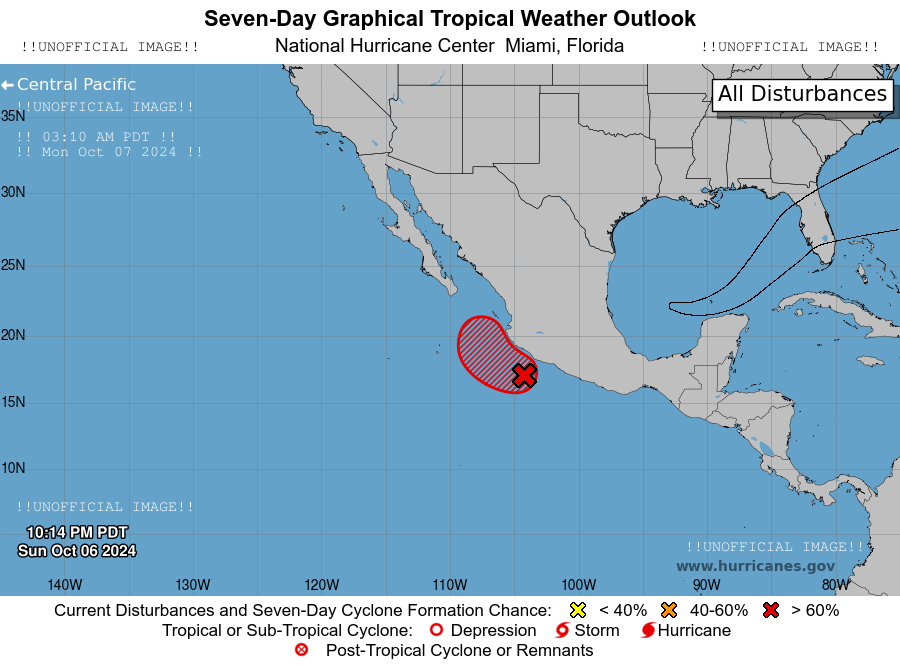 Seven-Day Graphical Tropical Weather Outlook
!!UNOFFICIAL IMAGE!! National Hurricane Center Miami, Florida !!UNOFFICIAL IMAGE!!
Central Pacific
All Disturbances
!!UNOFFICIAL IMAGE!!
35N
!! 03:10 AM PDT !!
!! Mon Oct 07 2024 !!
30N
25N
20N
15N
10N
!!UNOFFICIAL IMAGE!!
10:14 PM PDT
Sun Oct 06 2024
!!UNOFFICIAL IMAGE!!
www.hurricanes.gov
140W 130W 120W 110W 100W 90W 80W
Current Disturbances and Seven-Day Cyclone Formation Chance: < 40% 40-60% > 60%
Tropical or Sub-Tropical Cyclone: Depression Storm Hurricane
Post-Tropical Cyclone or Remnants